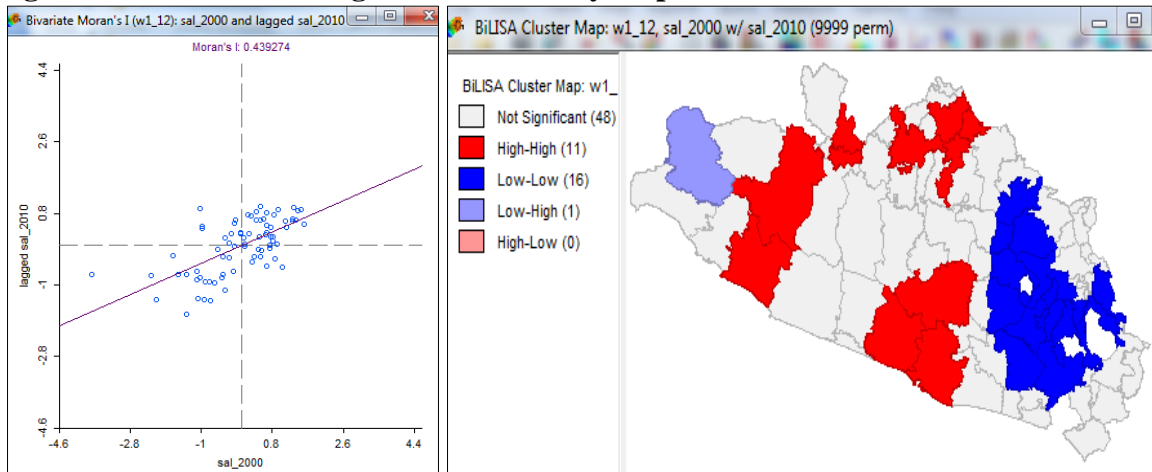 Bivariate Moran's I (w1_12): sal_2000 and lagged sal_2010
Moran's I: 0.439274
4.4
2.6
0.8
-1
-2.8
-4.6
lagged sal_2010
-4.6 -2.8 -1 0.8 2.6 4.4
sal_2000
BiLISA Cluster Map: w1_12, sal_2000 w/ sal_2010 (9999 perm)
BiLISA Cluster Map: w1_
Not Significant (48)
High-High (11)
Low-Low (16)
Low-High (1)
High-Low (0)